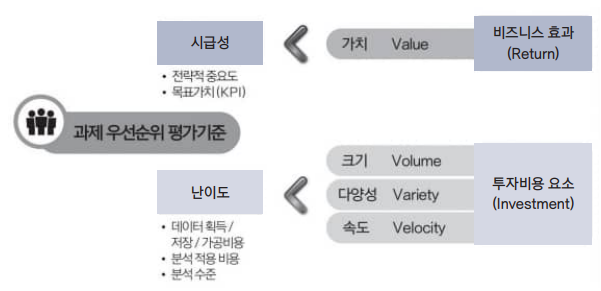 시급성
• 전략적 중요도
• 목표가치 (KPI)
가치 Value
비즈니스 효과
(Return)
과제 우선순위 평가기준
난이도
• 데이터 획득 /
저장 / 가공비용
• 분석 적용 비용
• 분석 수준
크기 Volume
다양성 Variety
속도 Velocity
투자비용 요소
(Investment)